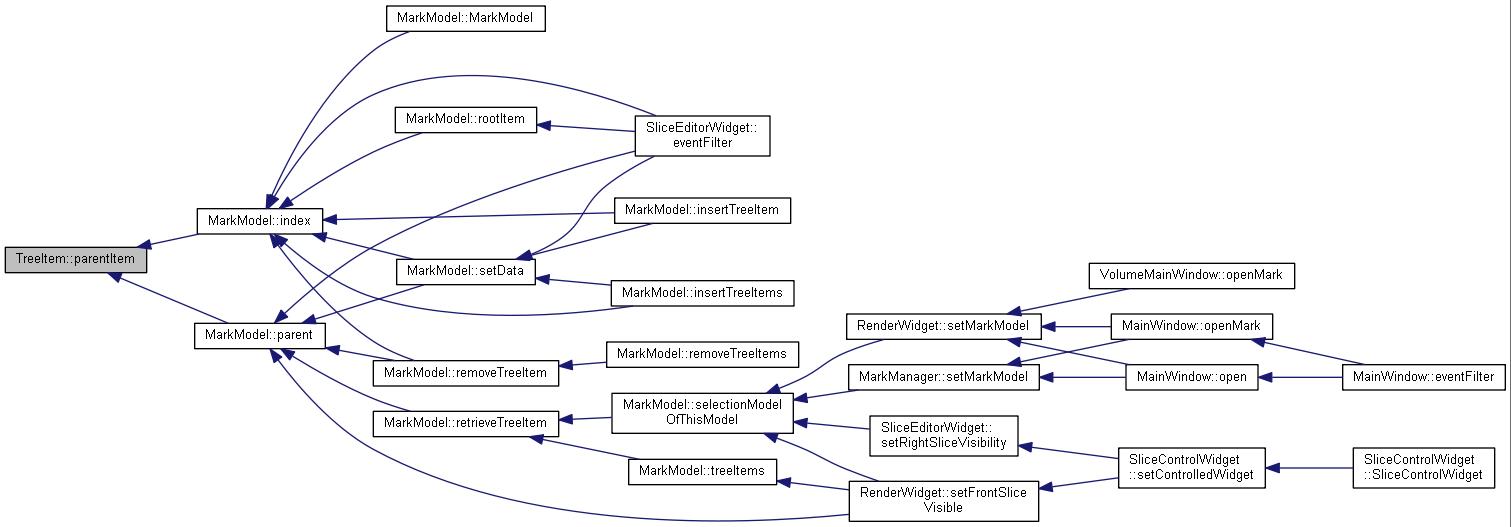 MarkModel::MarkModel
MarkModel::rootItem
SliceEditorWidget::
eventFilter
MarkModel::index
MarkModel::insertTreeItem
TreeItem::parentItem
MarkModel::setData
MarkModel::insertTreeItems
VolumeMainWindow::openMark
MarkModel::parent
RenderWidget::setMarkModel
MainWindow::openMark
MarkModel::removeTreeItem
MarkModel::removeTreeItems
MarkManager::setMarkModel
MainWindow::open
MainWindow::eventFilter
MarkModel::retrieveTreeItem
MarkModel::selectionModel
OfThisModel
SliceEditorWidget::
setRightSliceVisibility
MarkModel::treeItems
SliceControlWidget
::setControlledWidget
SliceControlWidget
::SliceControlWidget
RenderWidget::setFrontSlice
Visible